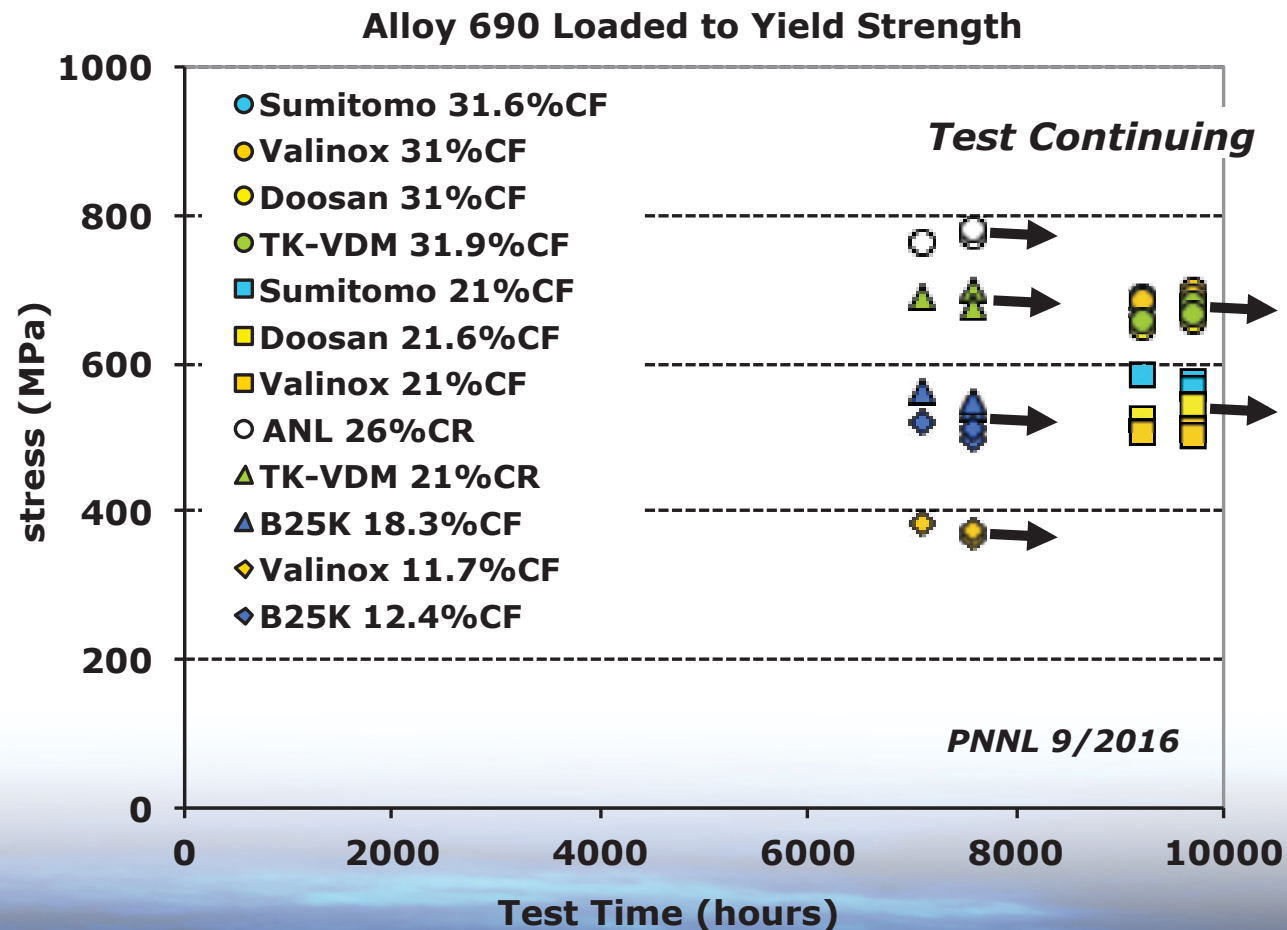 Alloy 690 Loaded to Yield Strength
1000
800
600
400
200
0
stress (MPa)
Sumitomo 31.6%CF
Valinox 31%CF
Doosan 31%CF
TK-VDM 31.9%CF
Sumitomo 21%CF
Doosan 21.6%CF
Valinox 21%CF
ANL 26%CR
TK-VDM 21%CR
B25K 18.3%CF
Valinox 11.7%CF
B25K 12.4%CF
Test Continuing
PNNL 9/2016
0 2000 4000 6000 8000 10000
Test Time (hours)